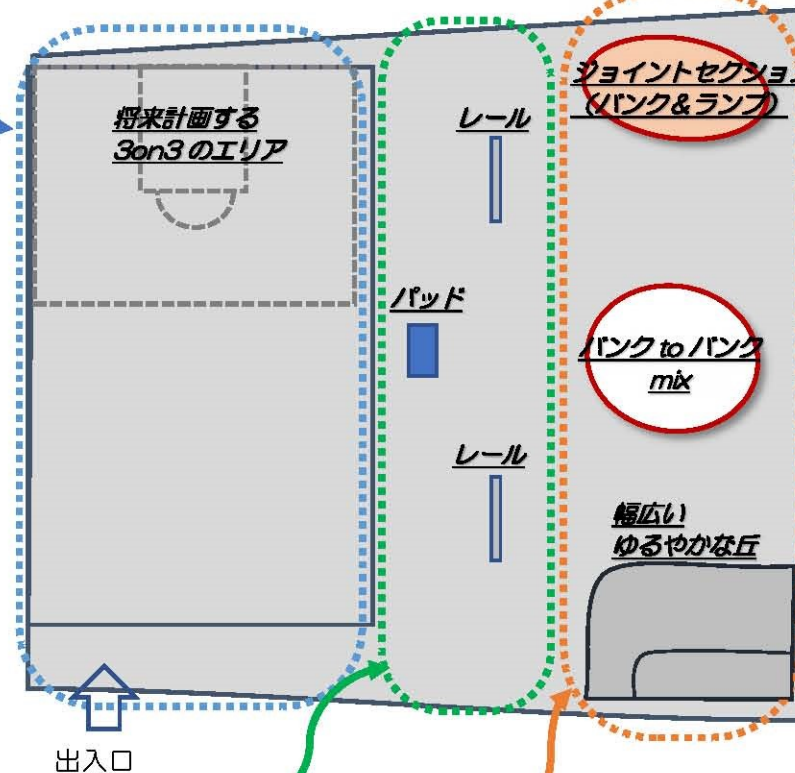 将来計画する
3on3 のエリア
レール
ジョイントセクション
(バンク&ランプ)
パッド
バンク to バンク
mix
レール
幅広い
ゆるやかな丘
出入口